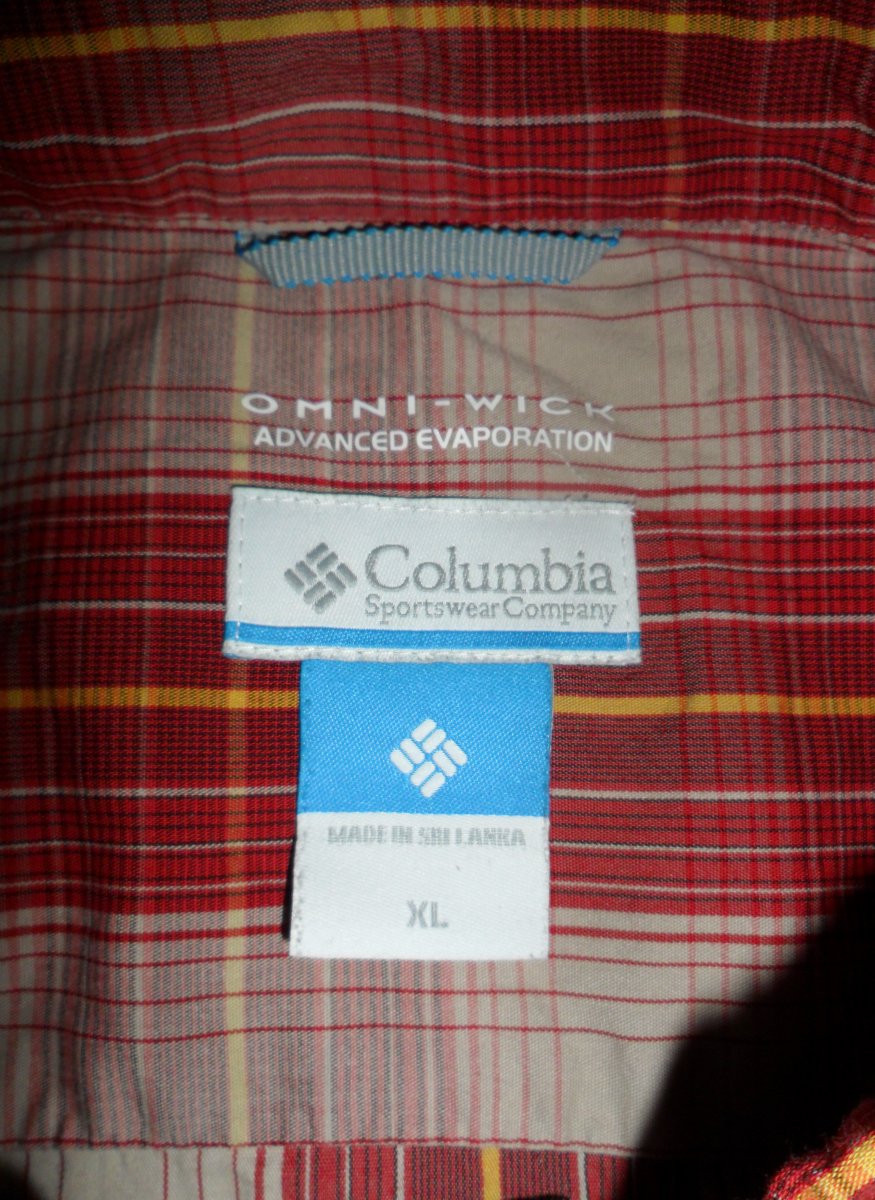 OMNI-WICK
ADVANCED EVAPORATION
Columbia
Sportswear Company
MADE IN SRI LANKA
XL